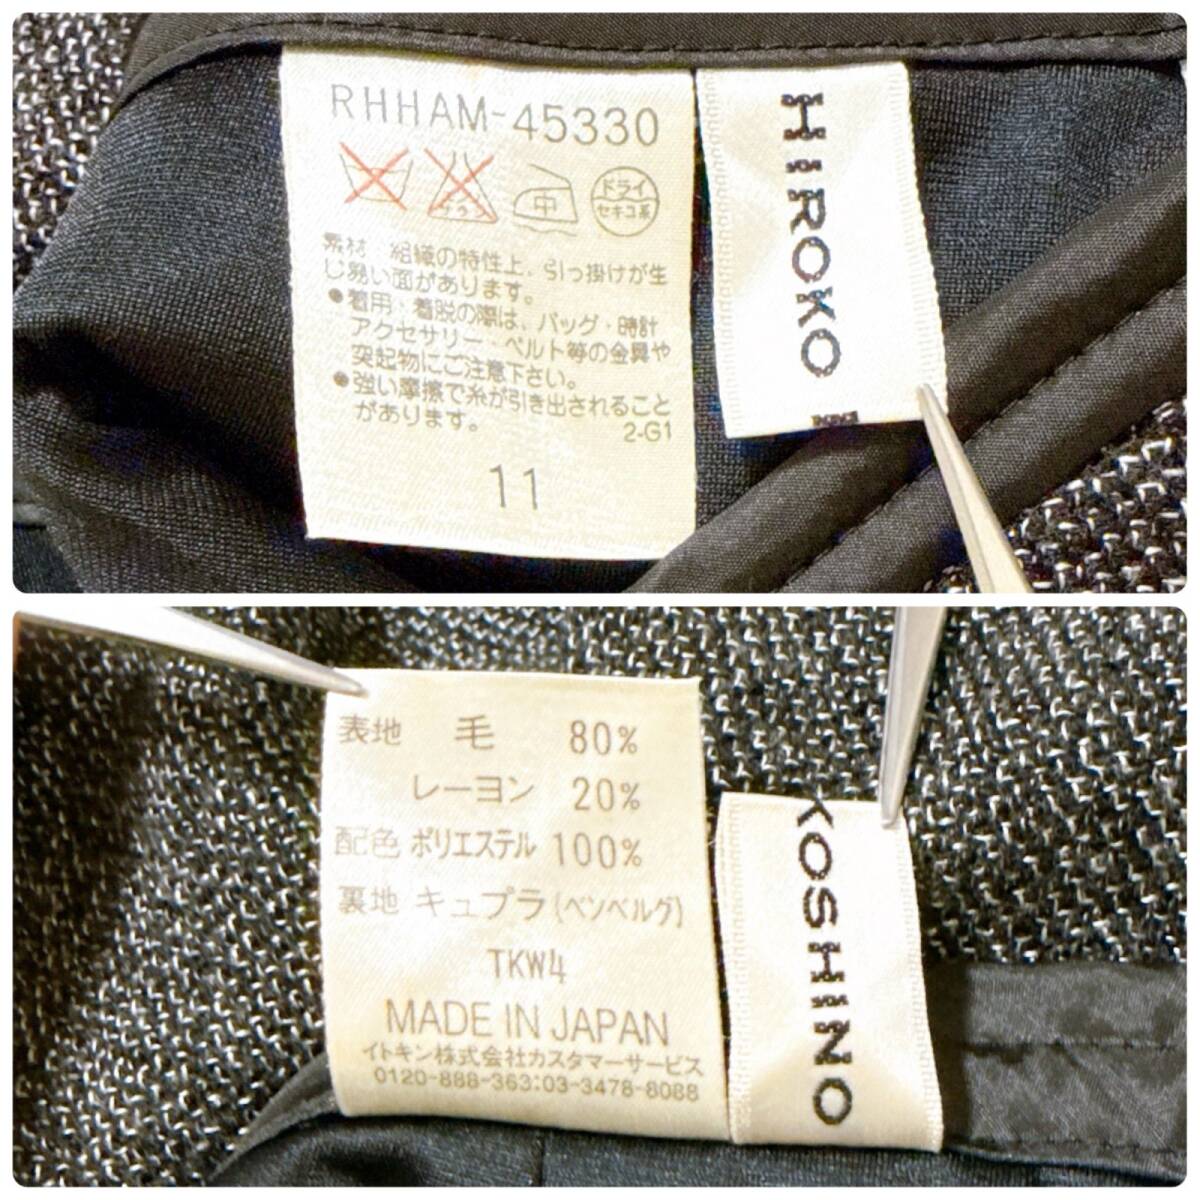 RHHAM-45330
エンソ
サラシ
中
ドライ
セキユ系
素材・組織の特性上、引っ掛けが生
じ易い面があります。
●着用・着脱の際は、バッグ・時計
アクセサリー・ベルト等の金具や
突起物にご注意下さい。
●強い摩擦で糸が引き出されること
があります。
2-G1
11
HIROKO
表地 毛 80%
レーヨン 20%
配色 ポリエステル 100%
裏地 キュプラ(ベンベルグ)
TKW4
MADE IN JAPAN
イトキン株式会社カスタマーサービス
0120-888-363:03-3478-8088
KOSHINO